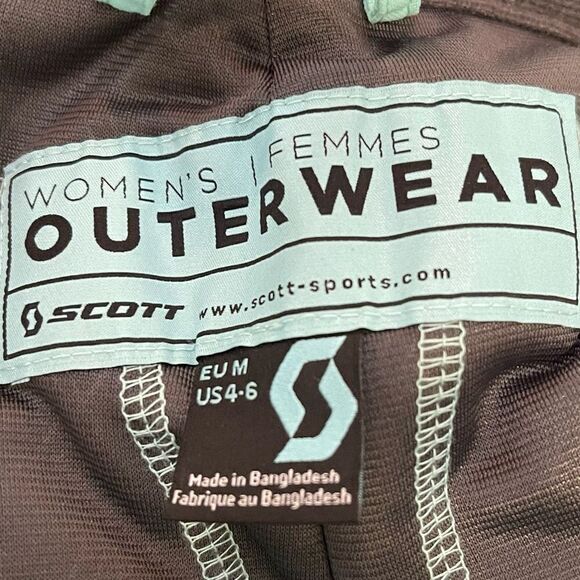 WOMEN'S | FEMMES
OUTERWEAR
SCOTT www.scott-sports.com
EU M
US 4-6
Made in Bangladesh
Fabriqué au Bangladesh